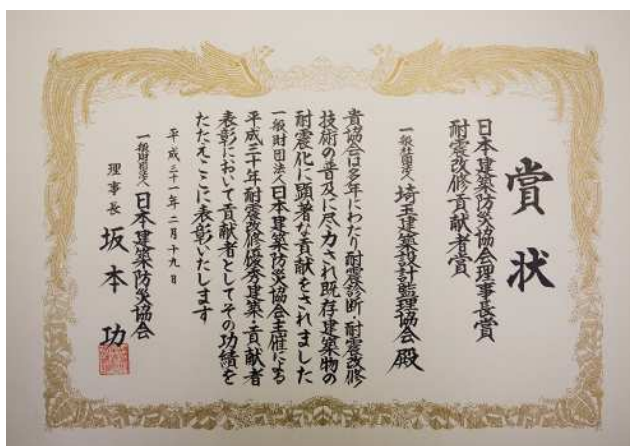 賞状
日本建築防災協会理事長賞
耐震改修貢献者賞
一般社団法人 埼玉建築設計監理協会 殿
貴協会は多年にわたり耐震診断・耐震改修
技術の普及に尽力され既存建築物の
耐震化に顕著な貢献をされました
一般財団法人日本建築防災協会主催による
平成三十年耐震改修優秀建築・貢献者
表彰において貢献者としてその功績を
たたえここに表彰いたします
平成三十一年二月十九日
一般財団法人 日本建築防災協会
理事長 坂本功